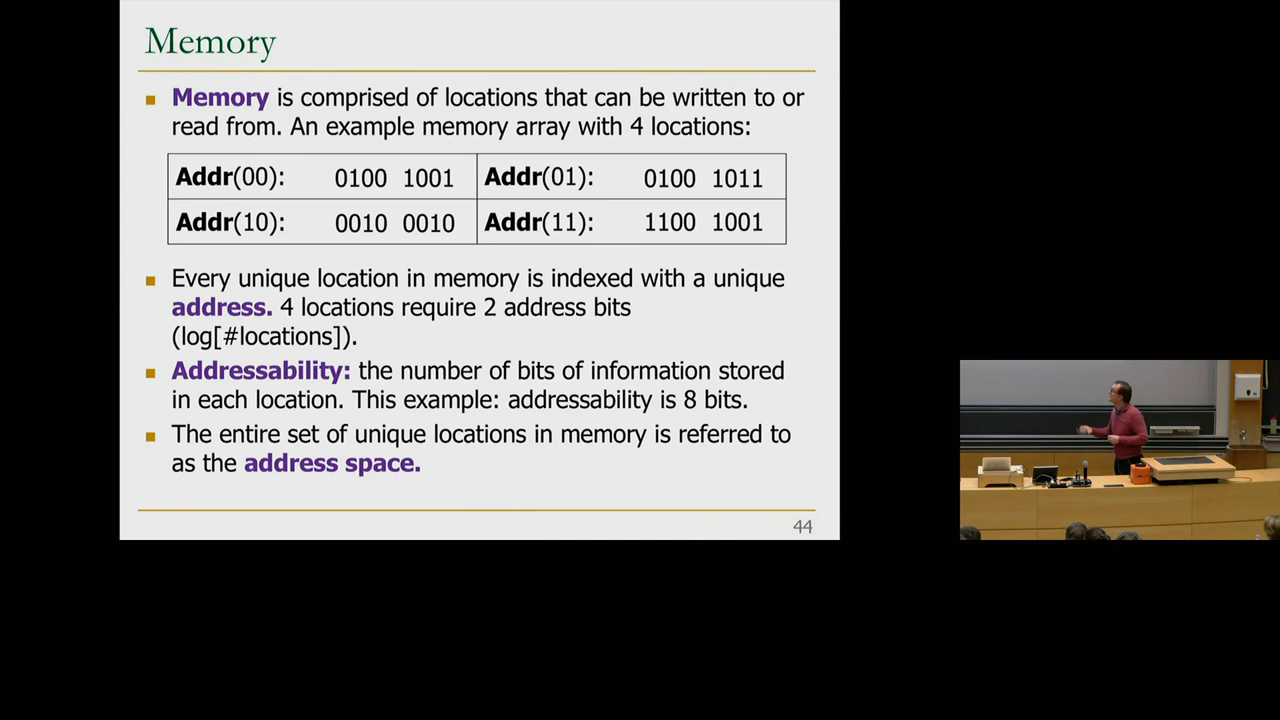 Memory
Memory is comprised of locations that can be written to or
read from. An example memory array with 4 locations:
Addr(00): 0100 1001 Addr(01): 0100 1011
Addr(10): 0010 0010 Addr(11): 1100 1001
Every unique location in memory is indexed with a unique
address. 4 locations require 2 address bits
(log[#locations]).
Addressability: the number of bits of information stored
in each location. This example: addressability is 8 bits.
The entire set of unique locations in memory is referred to
as the address space.
44